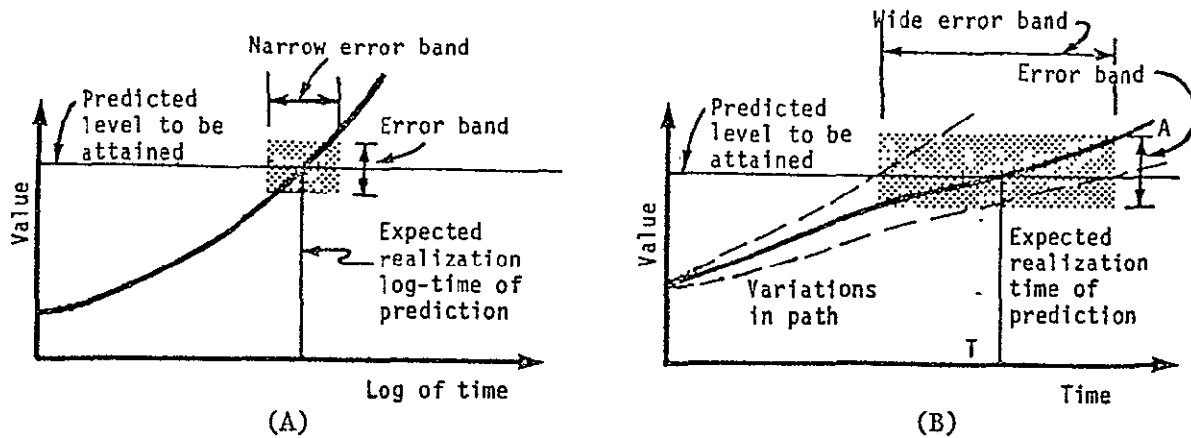 Narrow error band
Predicted
level to be
attained
Error band
Value
Expected
realization
log-time of
prediction
Log of time
(A)
Wide error band
Error band
Predicted
level to be
attained
A
Value
Variations
in path
Expected
realization
time of
prediction
T
Time
(B)